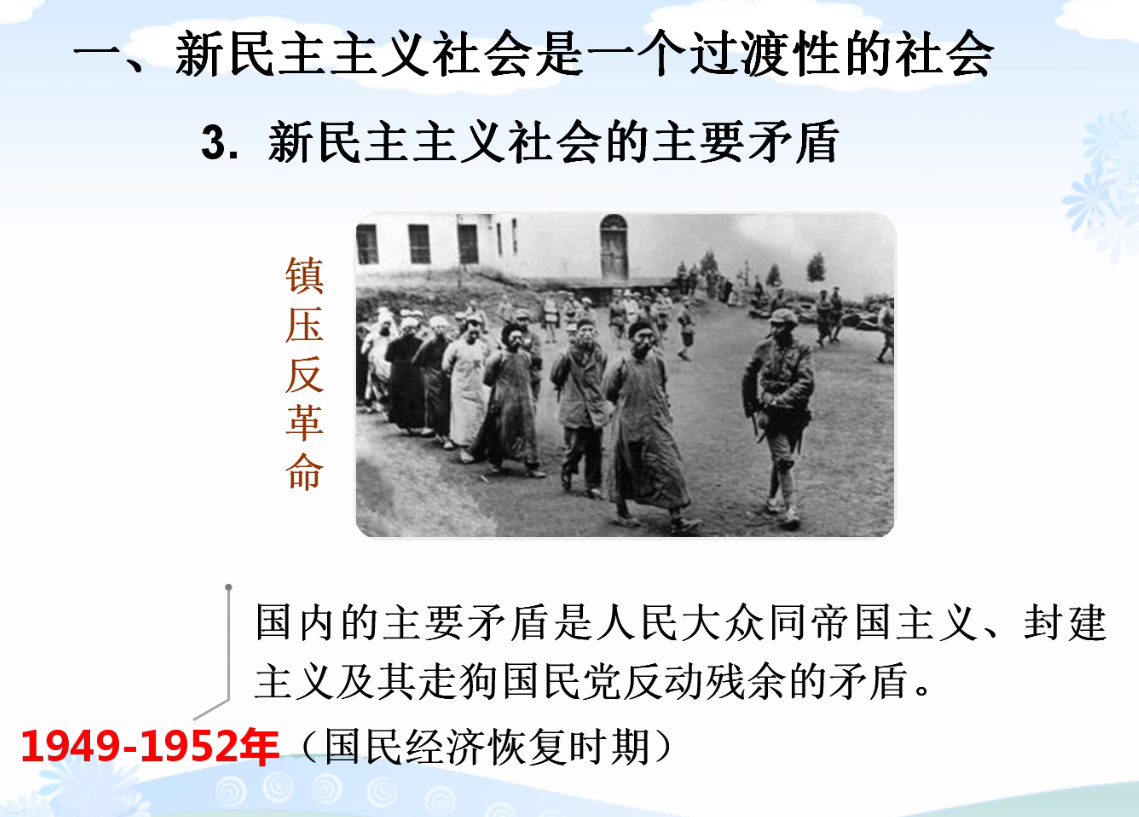 一、新民主主义社会是一个过渡性的社会
3. 新民主主义社会的主要矛盾
镇压反革命
国内的主要矛盾是人民大众同帝国主义、封建
主义及其走狗国民党反动残余的矛盾。
1949-1952年（国民经济恢复时期）